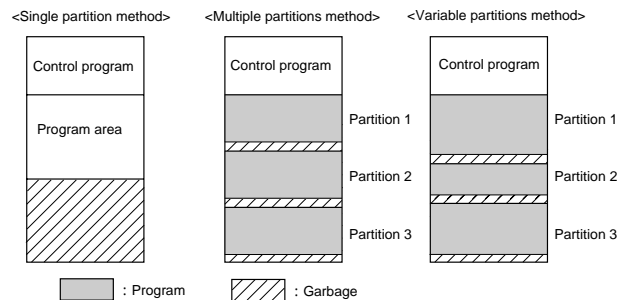 <Single partition method>
<Multiple partitions method>
<Variable partitions method>
Control program
Control program
Control program
Program area
Partition 1
Partition 1
Partition 2
Partition 2
Partition 3
Partition 3
: Program
: Garbage